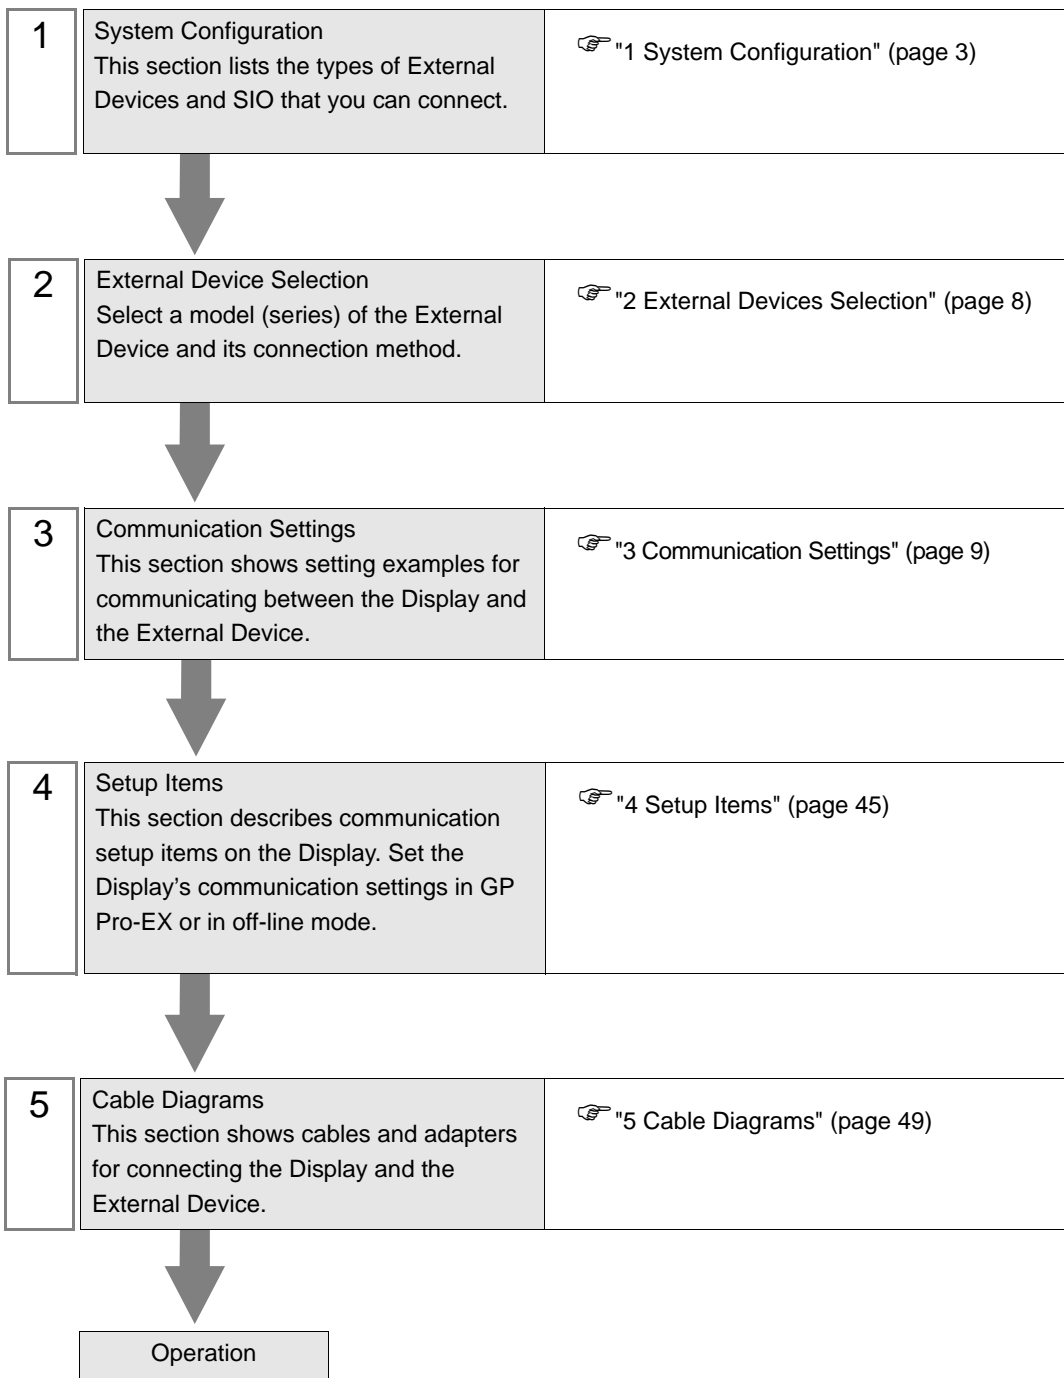 1
System Configuration
This section lists the types of External
Devices and SIO that you can connect.
"1 System Configuration" (page 3)
2
External Device Selection
Select a model (series) of the External
Device and its connection method.
"2 External Devices Selection" (page 8)
3
Communication Settings
This section shows setting examples for
communicating between the Display and
the External Device.
"3 Communication Settings" (page 9)
4
Setup Items
This section describes communication
setup items on the Display. Set the
Display's communication settings in GP
Pro-EX or in off-line mode.
"4 Setup Items" (page 45)
5
Cable Diagrams
This section shows cables and adapters
for connecting the Display and the
External Device.
"5 Cable Diagrams" (page 49)
Operation